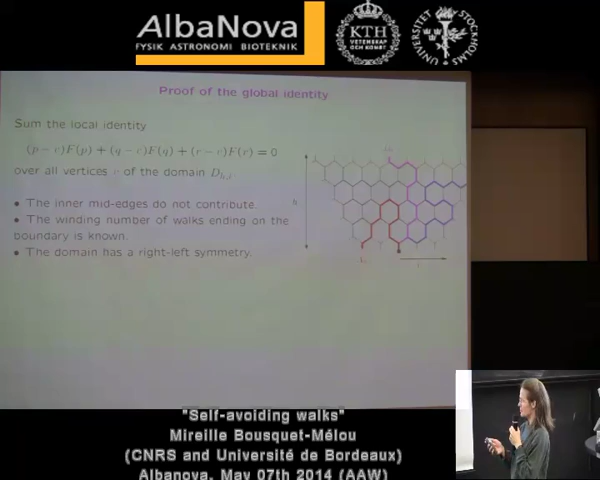 AlbaNova
FYSIK ASTRONOMI BIOTEKNIK
KTH
VETENSKAP
OCH KONST
Proof of the global identity
Sum the local identity
(p − v)F(p) + (q − v)F(q) + (r − v)F(r) = 0
over all vertices v of the domain D
• The inner mid-edges do not contribute.
• The winding number of walks ending on the
boundary is known.
• The domain has a right-left symmetry.
"Self-avoiding walks"
Mireille Bousquet-Mélou
(CNRS and Université de Bordeaux)
Albanova, May 07th 2014 (AAW)